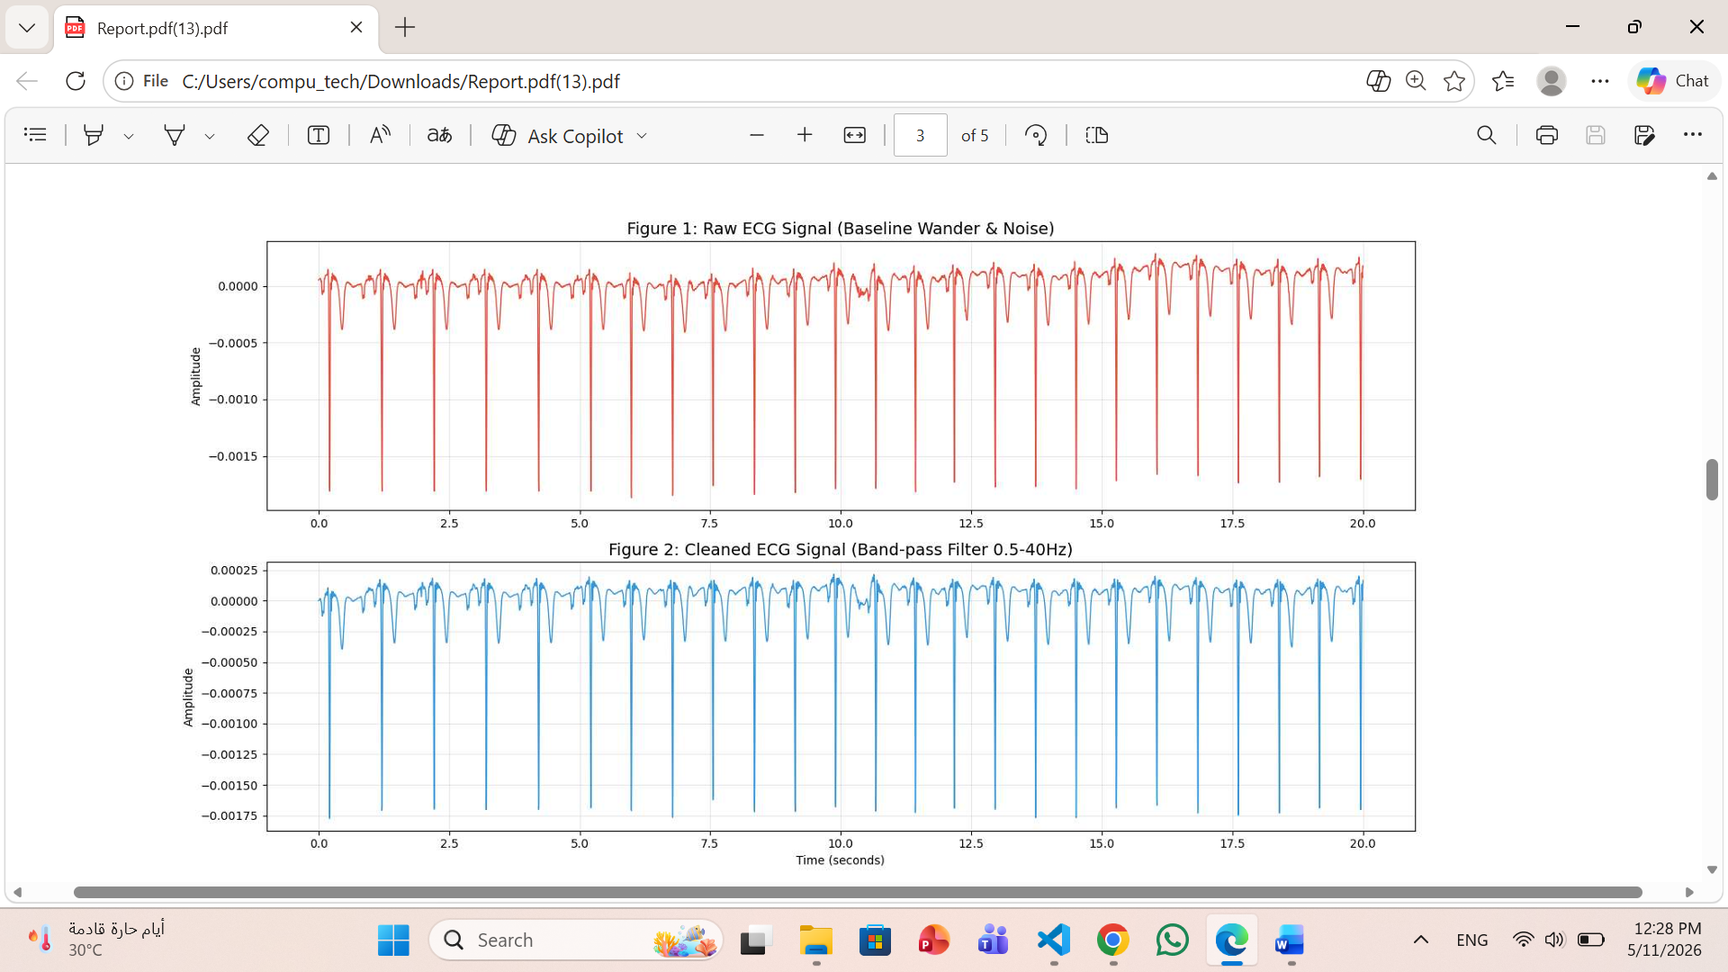 Report.pdf(13).pdf
File C:/Users/compu_tech/Downloads/Report.pdf(13).pdf
Chat
Ask Copilot
3 of 5
Figure 1: Raw ECG Signal (Baseline Wander & Noise)
Amplitude
0.0000
−0.0005
−0.0010
−0.0015
0.0 2.5 5.0 7.5 10.0 12.5 15.0 17.5 20.0
Figure 2: Cleaned ECG Signal (Band-pass Filter 0.5-40Hz)
Amplitude
0.00025
0.00000
−0.00025
−0.00050
−0.00075
−0.00100
−0.00125
−0.00150
−0.00175
0.0 2.5 5.0 7.5 10.0 12.5 15.0 17.5 20.0
Time (seconds)
أيام حارة قادمة
30°C
Search
ENG
12:28 PM
5/11/2026